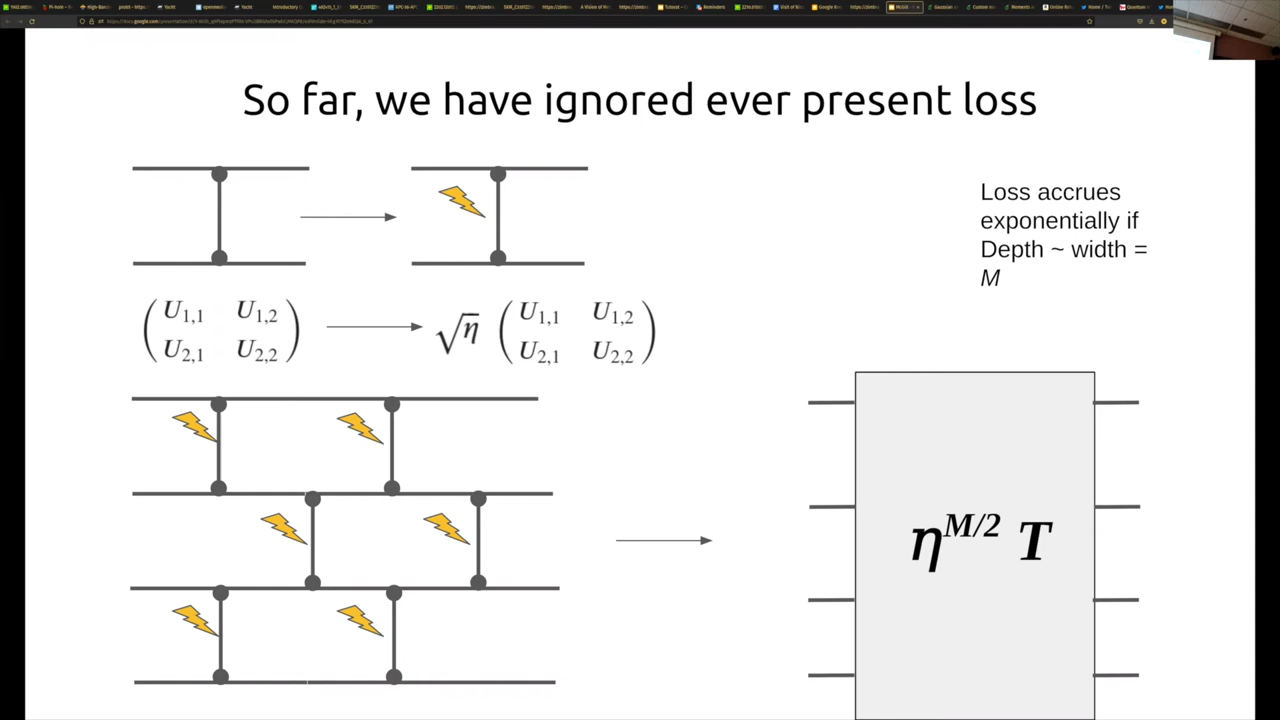 So far, we have ignored ever present loss
Loss accrues
exponentially if
Depth ~ width =
M
U1,1 U1,2
U2,1 U2,2
√η
U1,1 U1,2
U2,1 U2,2
η^M/2 T